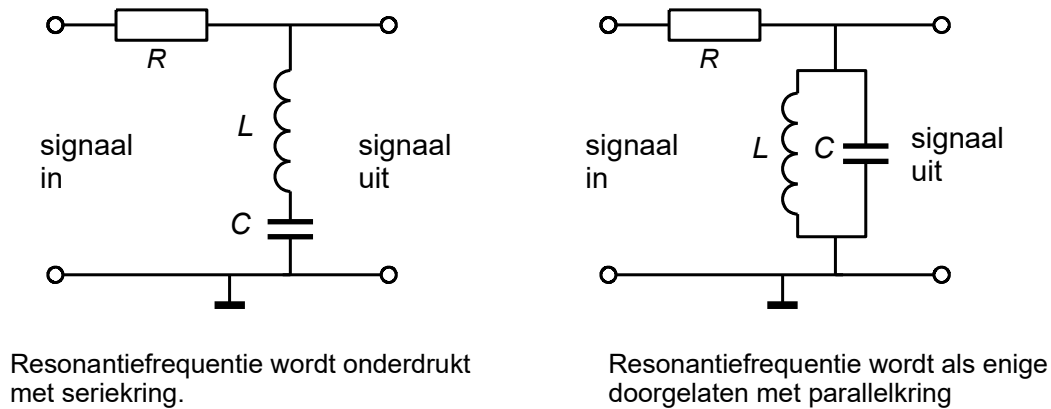 R
L
signaal
in
signaal
uit
C
Resonantiefrequentie wordt onderdrukt
met seriekring.
R
signaal
in
L
C
signaal
uit
Resonantiefrequentie wordt als enige
doorgelaten met parallelkring